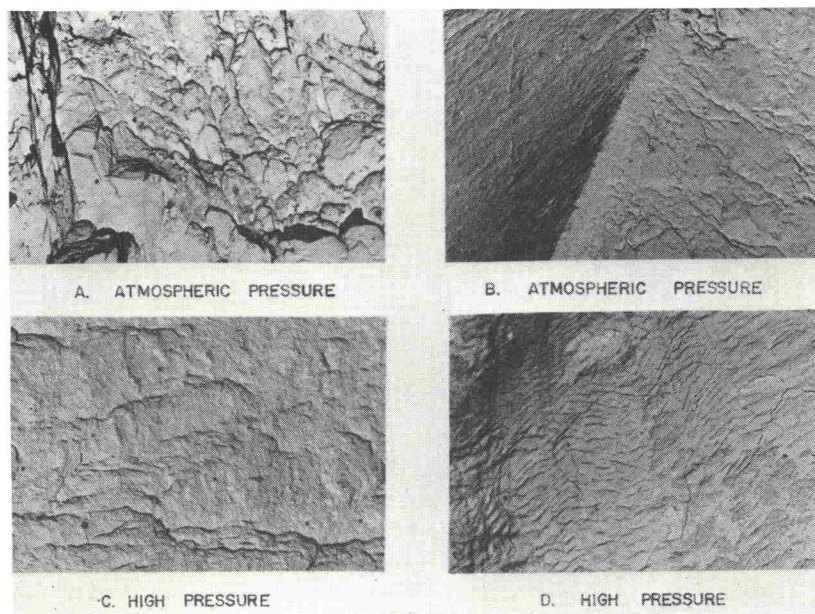 A. ATMOSPHERIC PRESSURE
B. ATMOSPHERIC PRESSURE
C. HIGH PRESSURE
D. HIGH PRESSURE